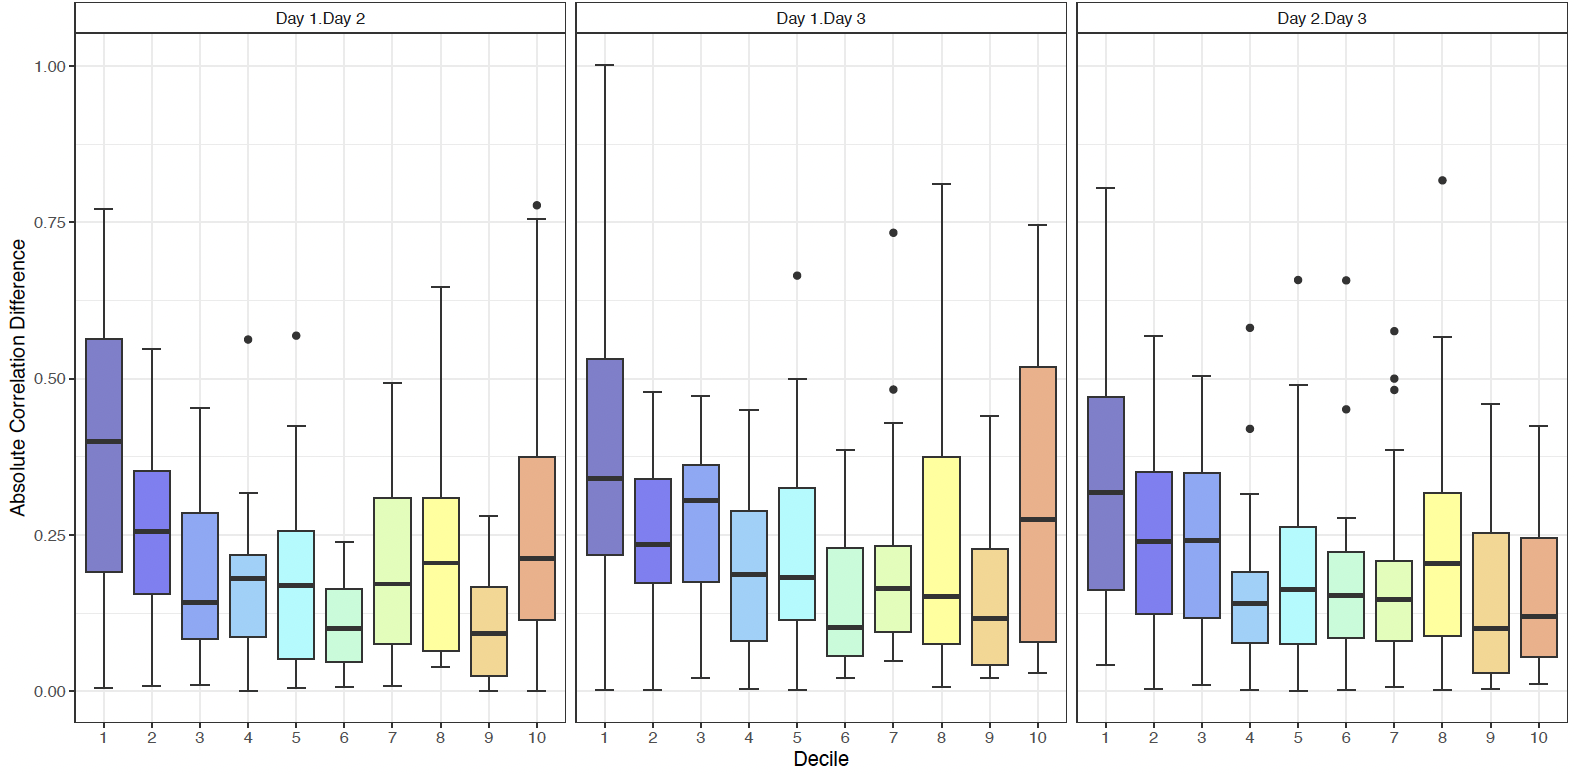 Day 1.Day 2
Day 1.Day 3
Day 2.Day 3
Absolute Correlation Difference
1.00
0.75
0.50
0.25
0.00
1 2 3 4 5 6 7 8 9 10
1 2 3 4 5 6 7 8 9 10
1 2 3 4 5 6 7 8 9 10
Decile